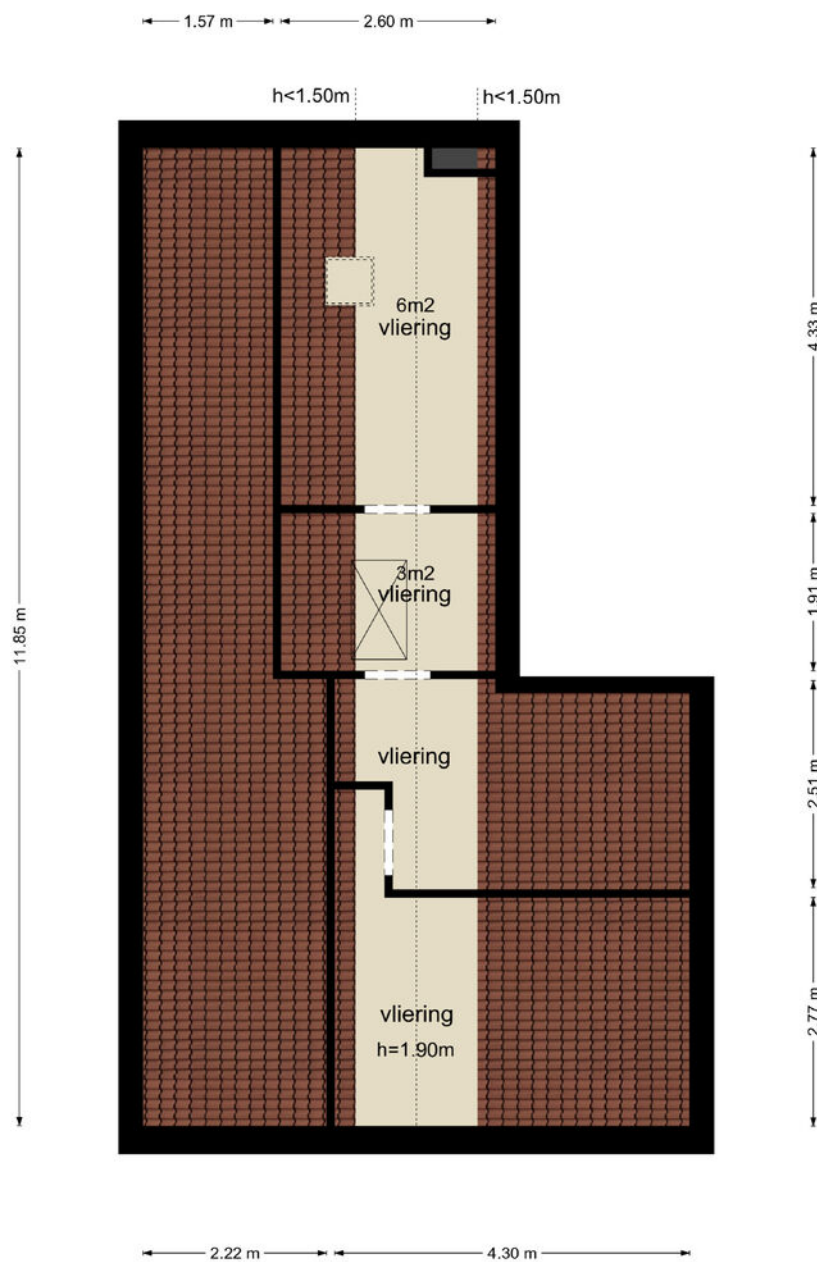 1.57 m
2.60 m
h<1.50m
h<1.50m
4.33 m
6m2
vliering
1.91 m
3m2
vliering
11.85 m
2.51 m
vliering
2.77 m
vliering
h=1.90m
2.22 m
4.30 m